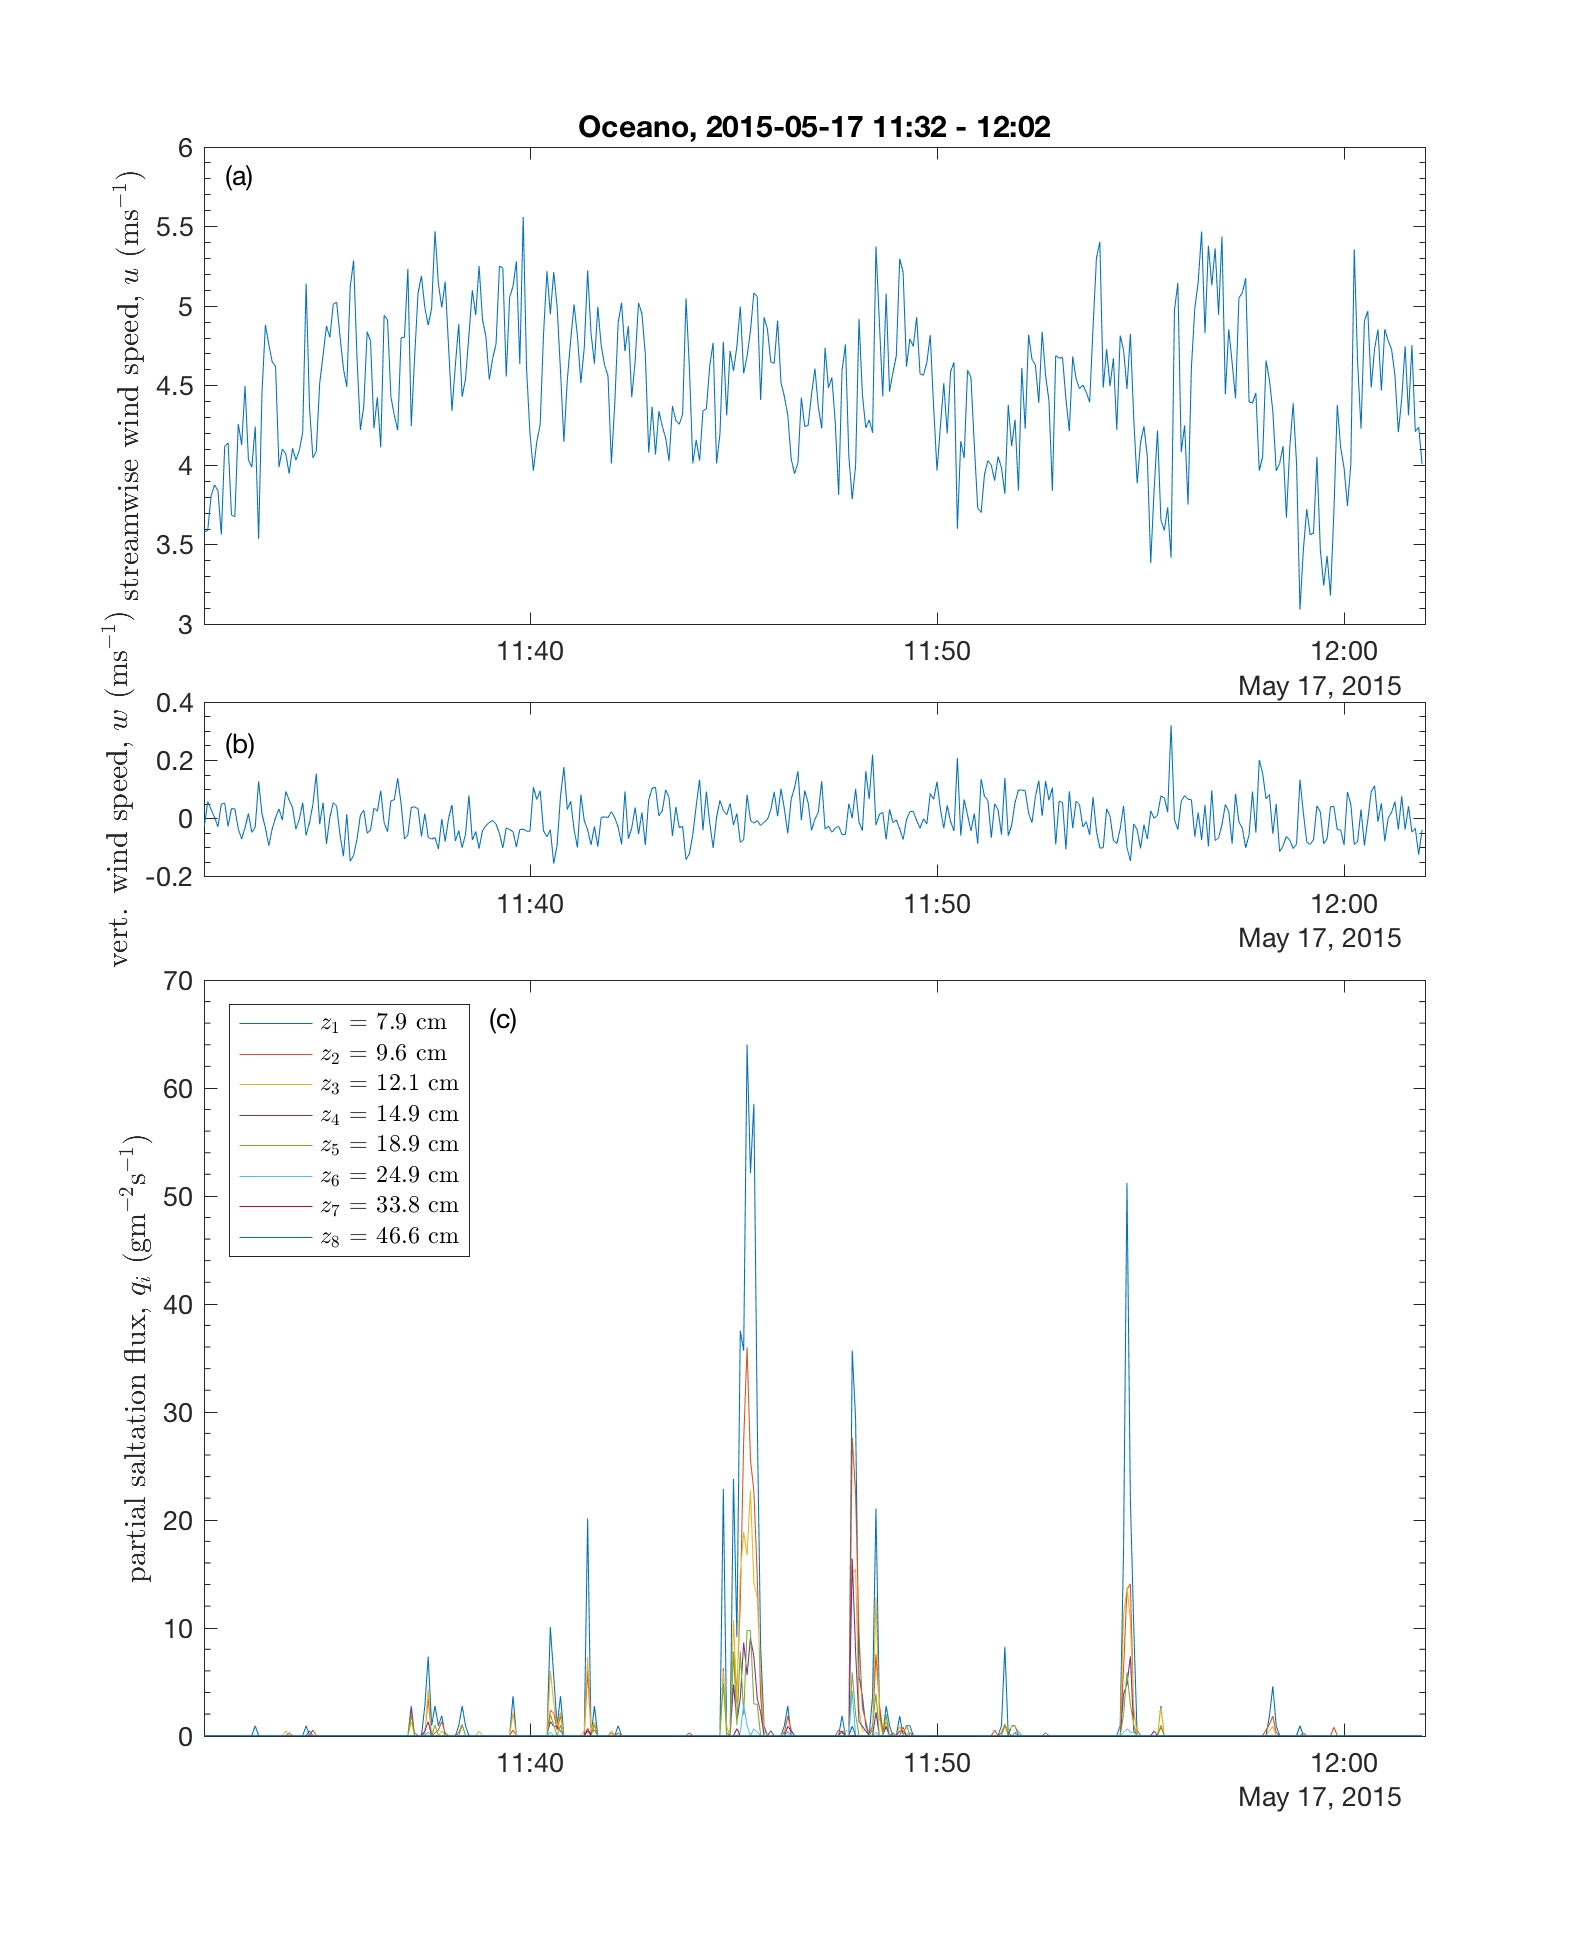 Oceano, 2015-05-17 11:32 - 12:02
(a)
streamwise wind speed, u (ms−1)
6
5.5
5
4.5
4
3.5
3
11:40 11:50 12:00
May 17, 2015
(b)
vert. wind speed, w (ms−1)
0.4
0.2
0
-0.2
11:40 11:50 12:00
May 17, 2015
(c)
partial saltation flux, qi (gm−2s−1)
70
60
50
40
30
20
10
0
z1 = 7.9 cm
z2 = 9.6 cm
z3 = 12.1 cm
z4 = 14.9 cm
z5 = 18.9 cm
z6 = 24.9 cm
z7 = 33.8 cm
z8 = 46.6 cm
11:40 11:50 12:00
May 17, 2015